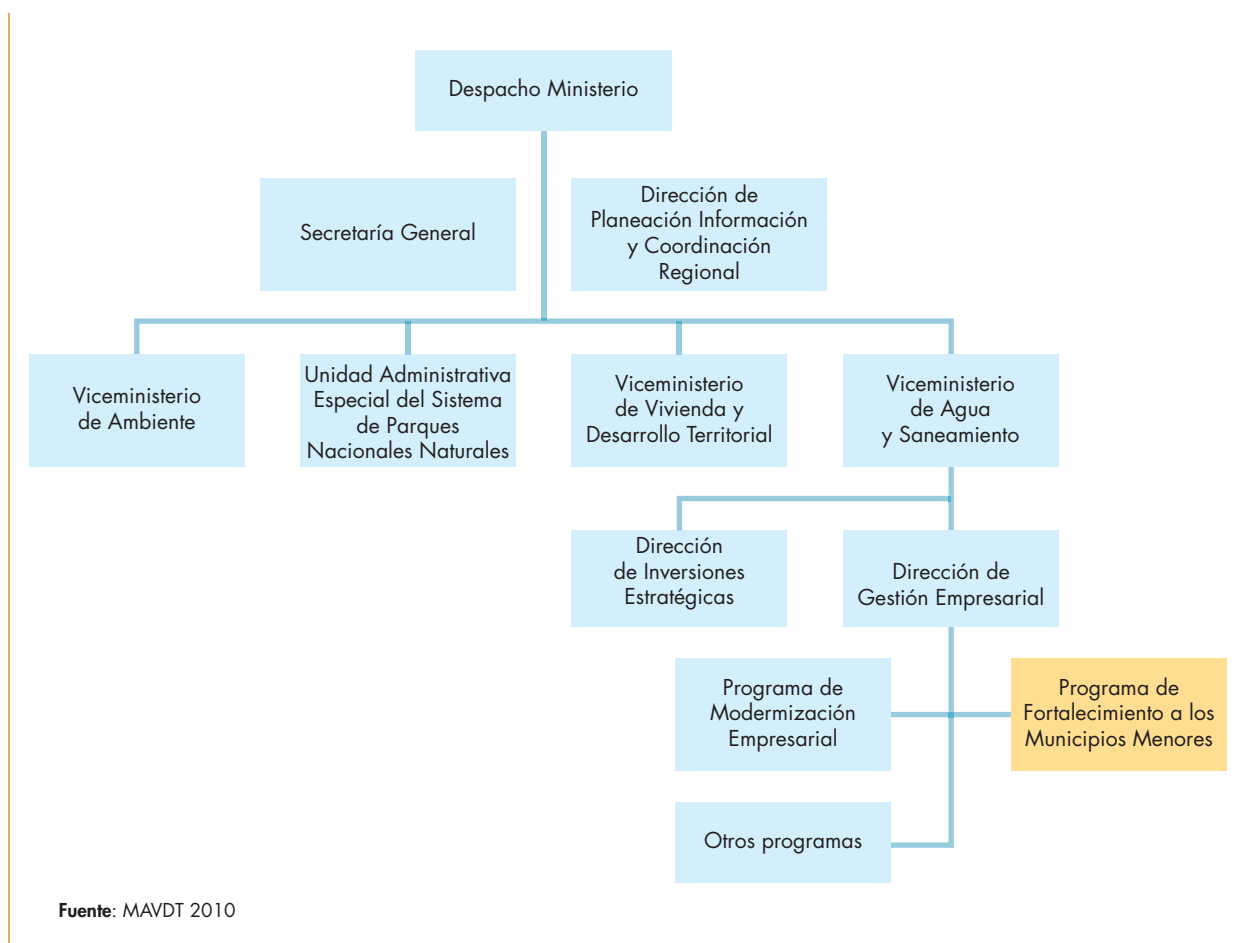 Despacho Ministerio
Secretaría General
Dirección de
Planeación Información
y Coordinación
Regional
Viceministerio
de Ambiente
Unidad Administrativa
Especial del Sistema
de Parques
Nacionales Naturales
Viceministerio
de Vivienda y
Desarrollo Territorial
Viceministerio
de Agua
y Saneamiento
Dirección
de Inversiones
Estratégicas
Dirección de
Gestión Empresarial
Programa de
Modermización
Empresarial
Programa de
Fortalecimiento a los
Municipios Menores
Otros programas
Fuente: MAVDT 2010